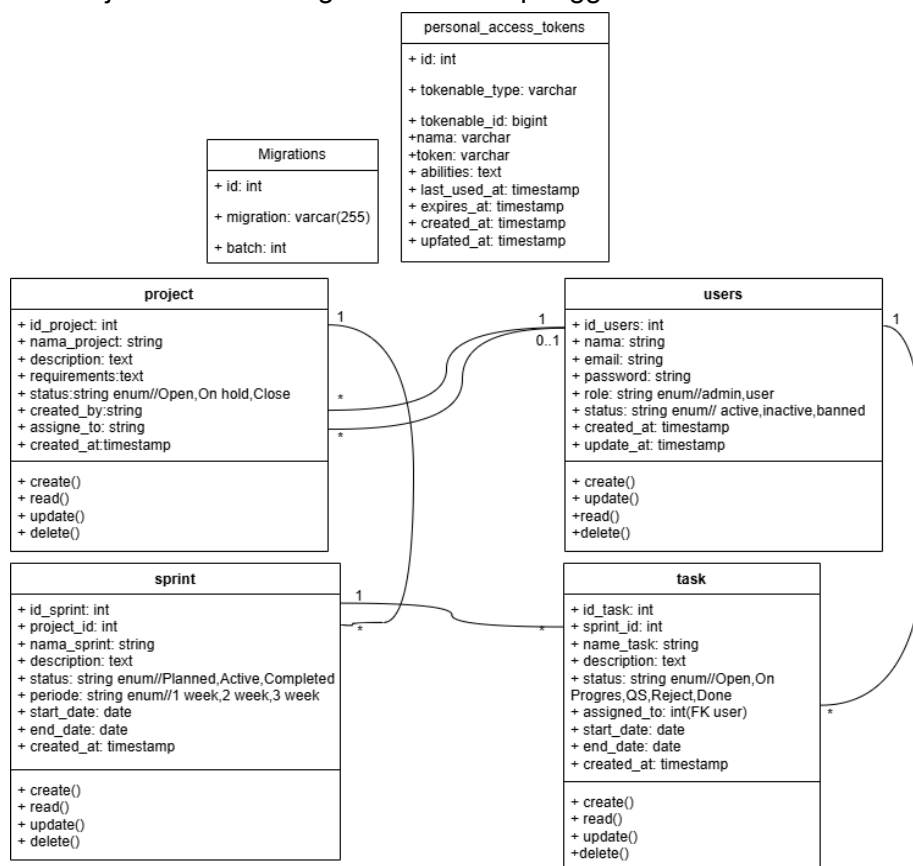 personal_access_tokens
+ id: int
+ tokenable_type: varchar
+ tokenable_id: bigint
+nama: varchar
+token: varchar
+ abilities: text
+ last_used_at: timestamp
+ expires_at: timestamp
+ created_at: timestamp
+ upfated_at: timestamp
Migrations
+ id: int
+ migration: varcar(255)
+ batch: int
project
+ id_project: int
+ nama_project: string
+ description: text
+ requirements:text
+ status:string enum//Open,On hold,Close
+ created_by:string
+ assigne_to: string
+ created_at:timestamp
+ create()
+ read()
+ update()
+ delete()
1
*
*
1
0..1
users
+ id_users: int
+ nama: string
+ email: string
+ password: string
+ role: string enum//admin,user
+ status: string enum// active,inactive,banned
+ created_at: timestamp
+ update_at: timestamp
+ create()
+ update()
+read()
+delete()
1
sprint
+ id_sprint: int
+ project_id: int
+ nama_sprint: string
+ description: text
+ status: string enum//Planned,Active,Completed
+ periode: string enum//1 week,2 week,3 week
+ start_date: date
+ end_date: date
+ created_at: timestamp
+ create()
+ read()
+ update()
+ delete()
1
*
*
task
+ id_task: int
+ sprint_id: int
+ name_task: string
+ description: text
+ status: string enum//Open,On
Progres,QS,Reject,Done
+ assigned_to: int(FK user)
+ start_date: date
+ end_date: date
+ created_at: timestamp
+ create()
+ read()
+ update()
+delete()
*